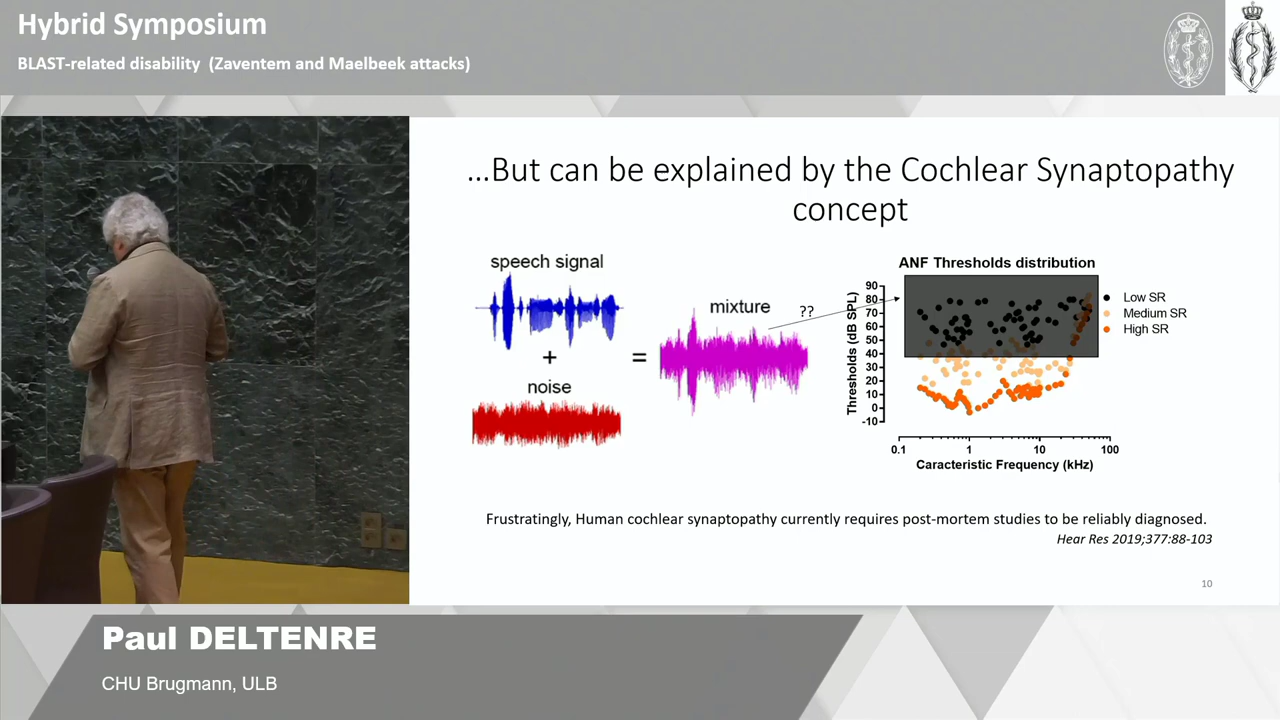 Hybrid Symposium
BLAST-related disability (Zaventem and Maelbeek attacks)
...But can be explained by the Cochlear Synaptopathy
concept
speech signal
+
noise
=
mixture
??
ANF Thresholds distribution
Thresholds (dB SPL)
90
80
70
60
50
40
30
20
10
0
-10
0.1 1 10 100
Caracteristic Frequency (kHz)
Low SR
Medium SR
High SR
Frustratingly, Human cochlear synaptopathy currently requires post-mortem studies to be reliably diagnosed.
Hear Res 2019;377:88-103
10
Paul DELTENRE
CHU Brugmann, ULB